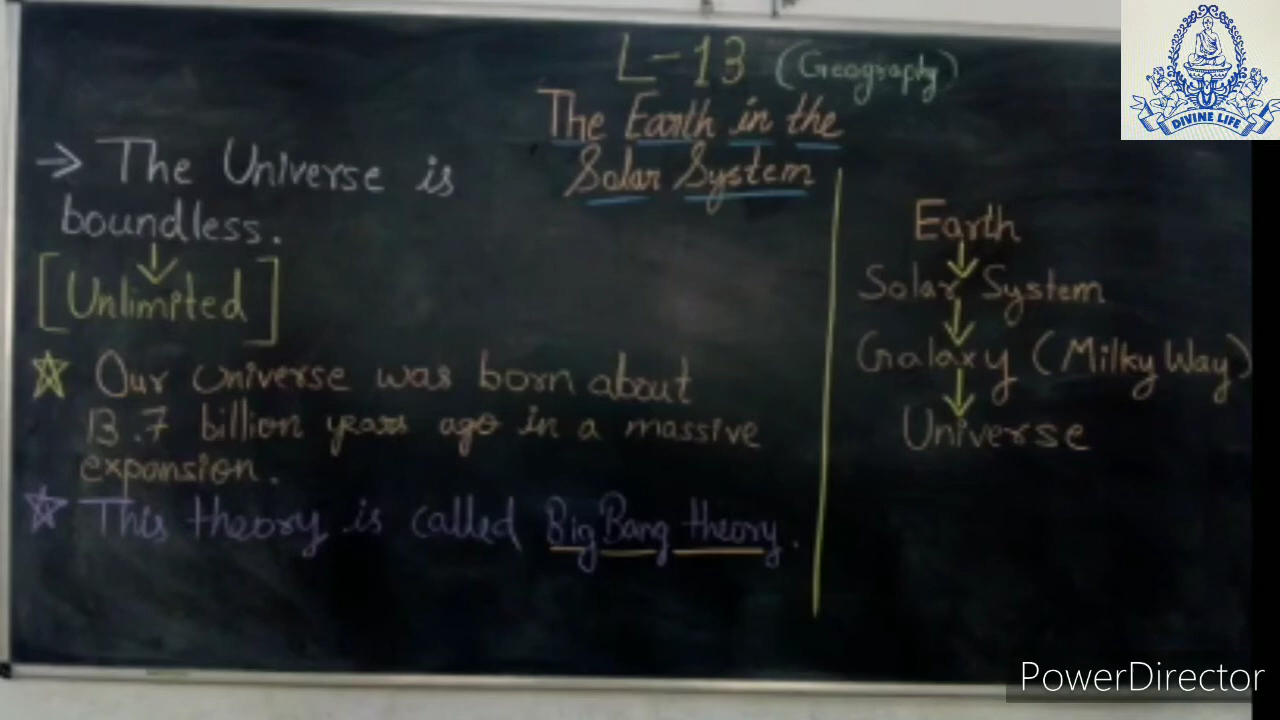 L-13 (Geography)
The Earth in the
Solar System
→ The Universe is
boundless.
[Unlimited]
☆ Our universe was born about
13.7 billion years ago in a massive
expansion.
☆ This theory is called Big Bang theory.
Earth
↓
Solar System
↓
Galaxy (Milky Way)
↓
Universe
DIVINE LIFE
PowerDirector